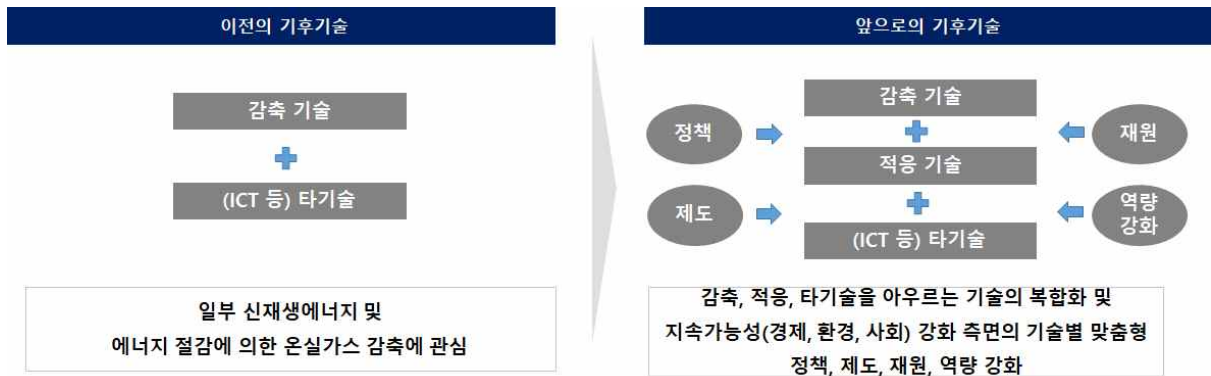 이전의 기후기술
감축 기술
(ICT 등) 타기술
일부 신재생에너지 및
에너지 절감에 의한 온실가스 감축에 관심
앞으로의 기후기술
정책
제도
감축 기술
적응 기술
(ICT 등) 타기술
재원
역량
강화
감축, 적응, 타기술을 아우르는 기술의 복합화 및
지속가능성(경제, 환경, 사회) 강화 측면의 기술별 맞춤형
정책, 제도, 재원, 역량 강화